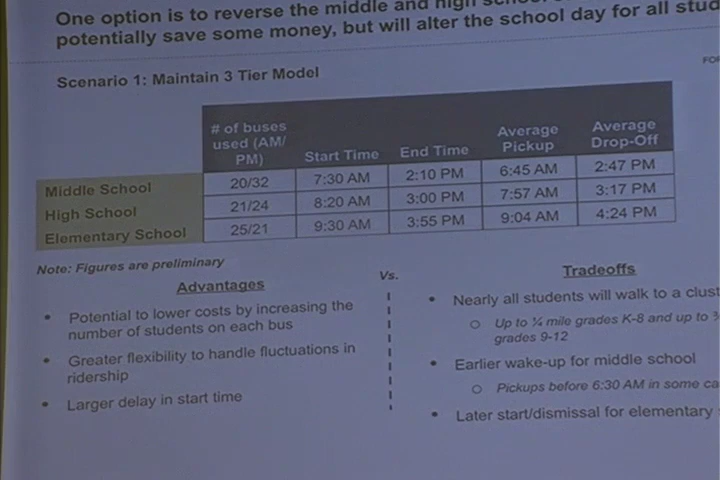 One option is to reverse the middle and high
potentially save some money, but will alter the school day for all
Scenario 1: Maintain 3 Tier Model
# of buses used (AM/ PM) Start Time End Time Average Pickup Average Drop-Off
Middle School 20/32 7:30 AM 2:10 PM 6:45 AM 2:47 PM
High School 21/24 8:20 AM 3:00 PM 7:57 AM 3:17 PM
Elementary School 25/21 9:30 AM 3:55 PM 9:04 AM 4:24 PM
Note: Figures are preliminary
Advantages
• Potential to lower costs by increasing the
number of students on each bus
• Greater flexibility to handle fluctuations in
ridership
• Larger delay in start time
Vs.
Tradeoffs
• Nearly all students will walk to a
○ Up to ¼ mile grades K-8 and up to
grades 9-12
• Earlier wake-up for middle school
○ Pickups before 6:30 AM in some
• Later start/dismissal for elementary